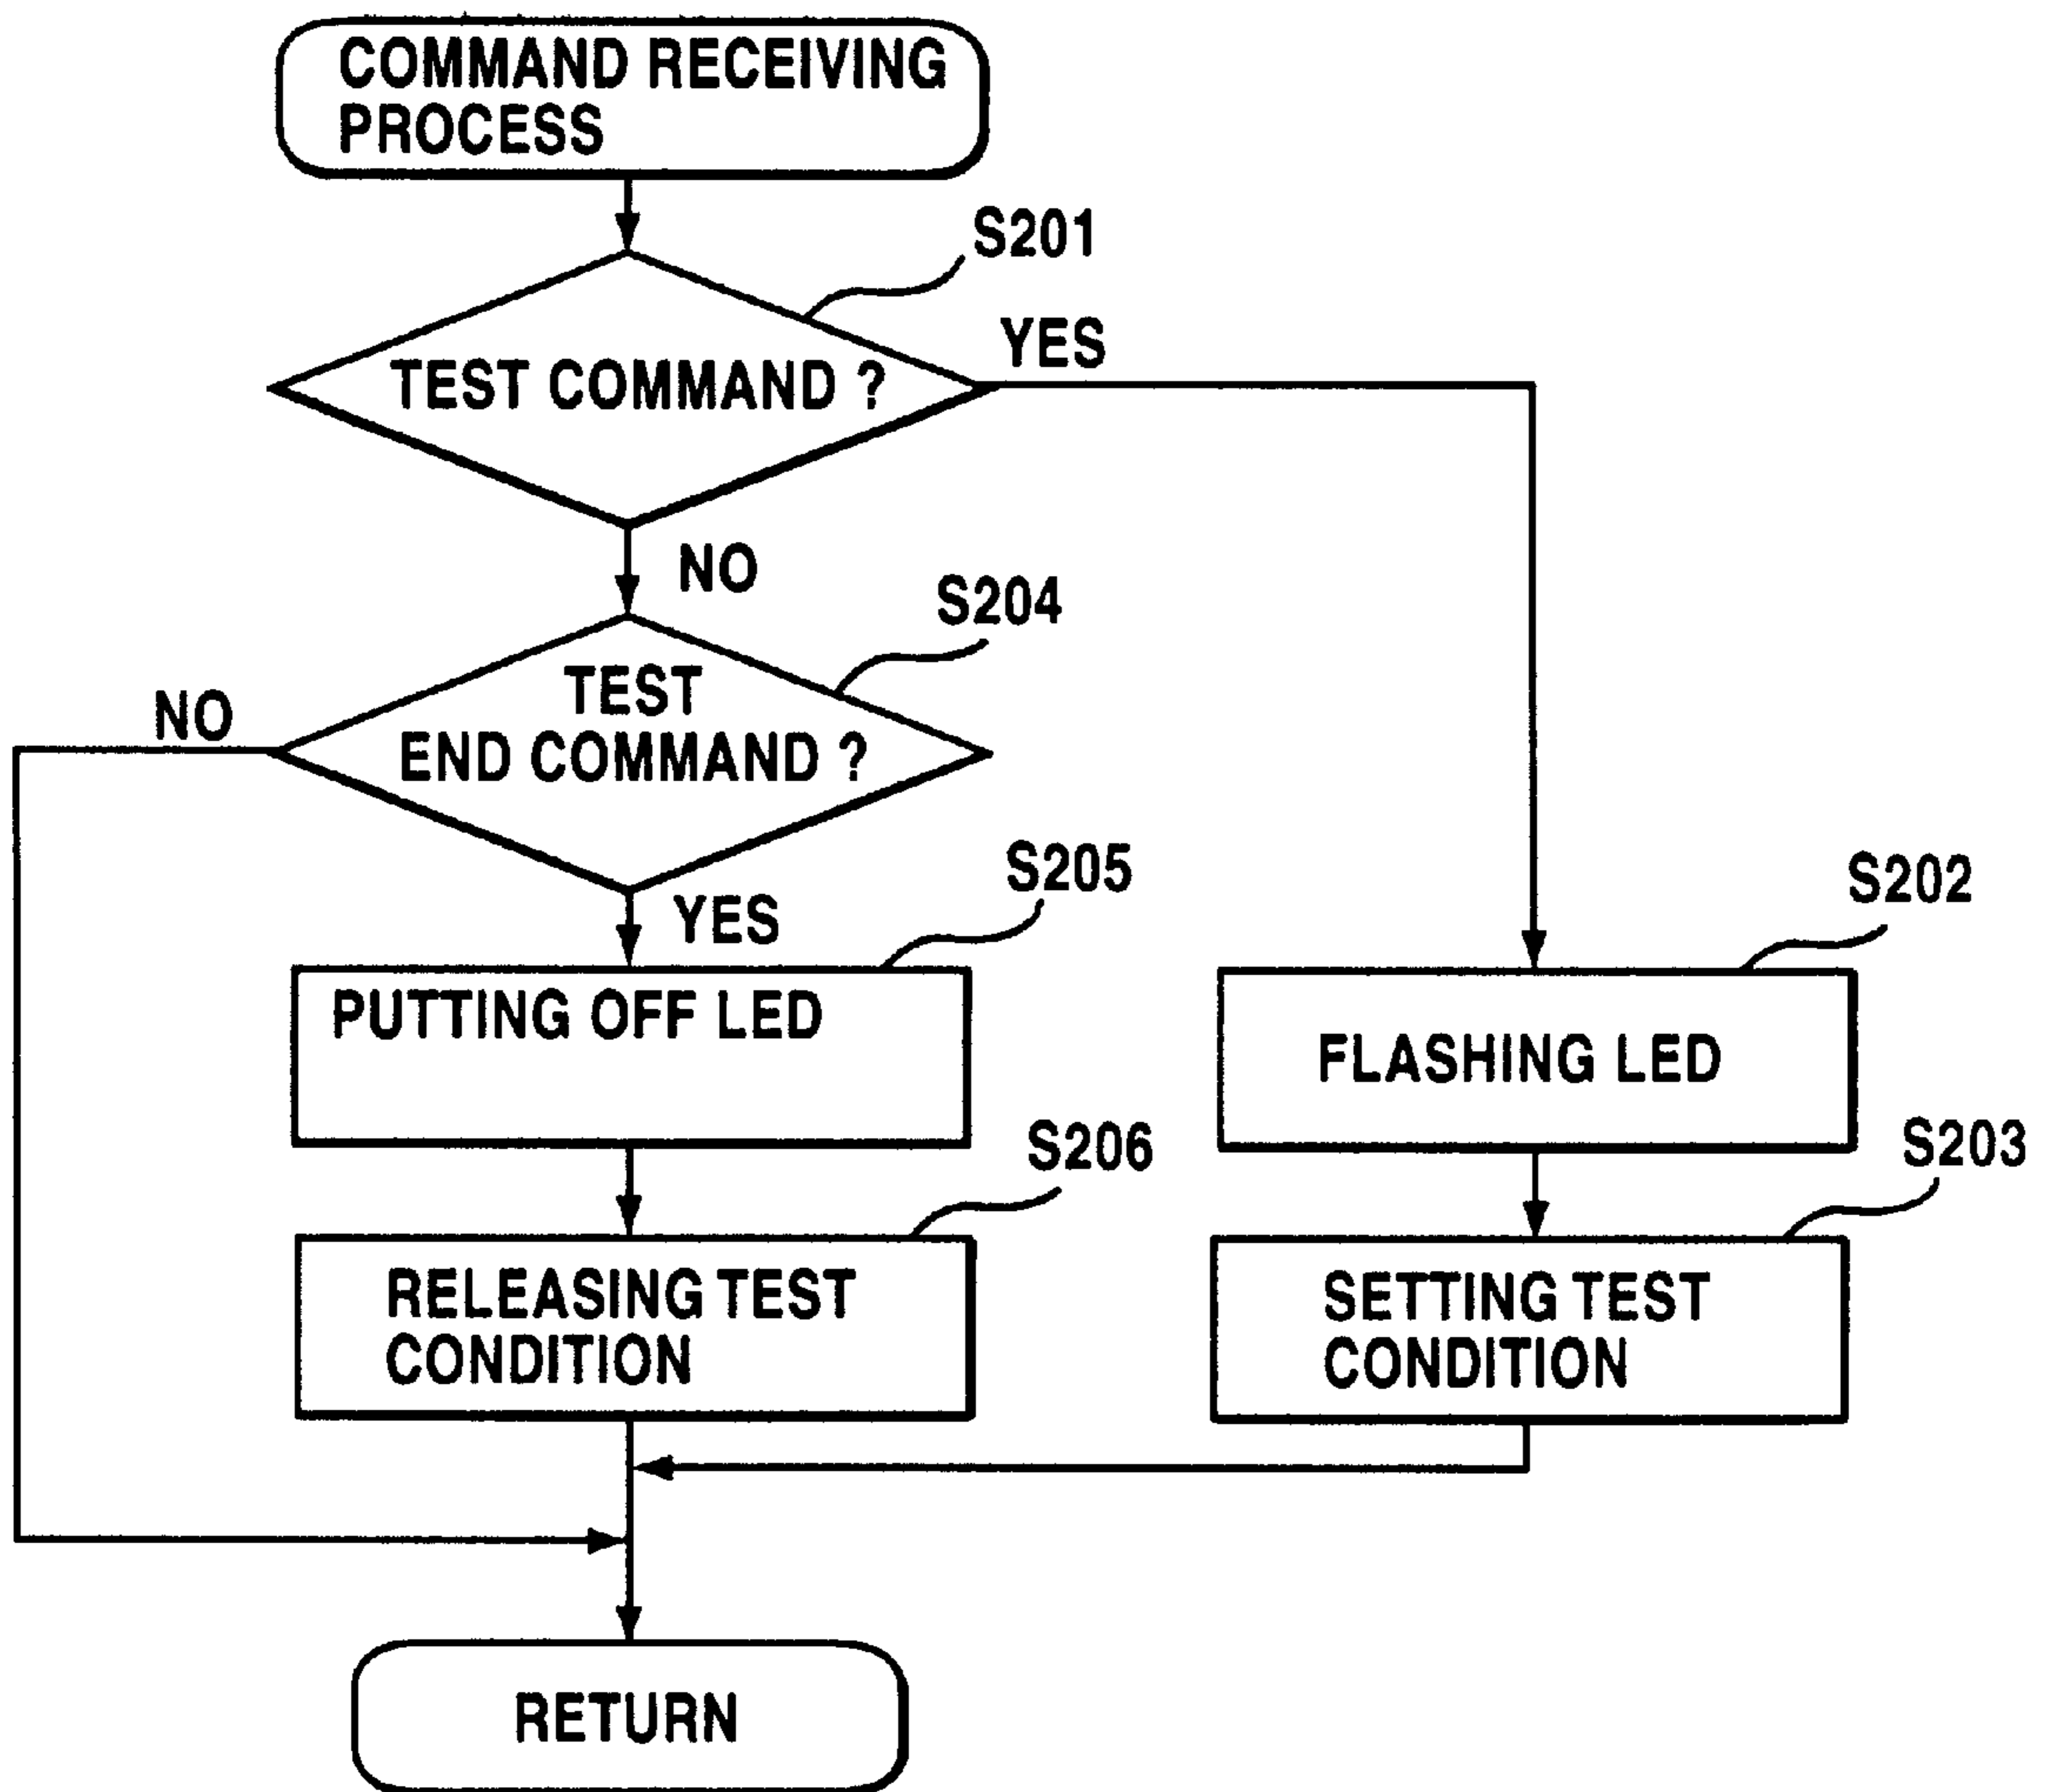 COMMAND RECEIVING
PROCESS
S201
TEST COMMAND ?
YES
NO
S204
TEST
END COMMAND ?
NO
YES
S205
S202
PUTTING OFF LED
FLASHING LED
S206
S203
RELEASING TEST
CONDITION
SETTING TEST
CONDITION
RETURN